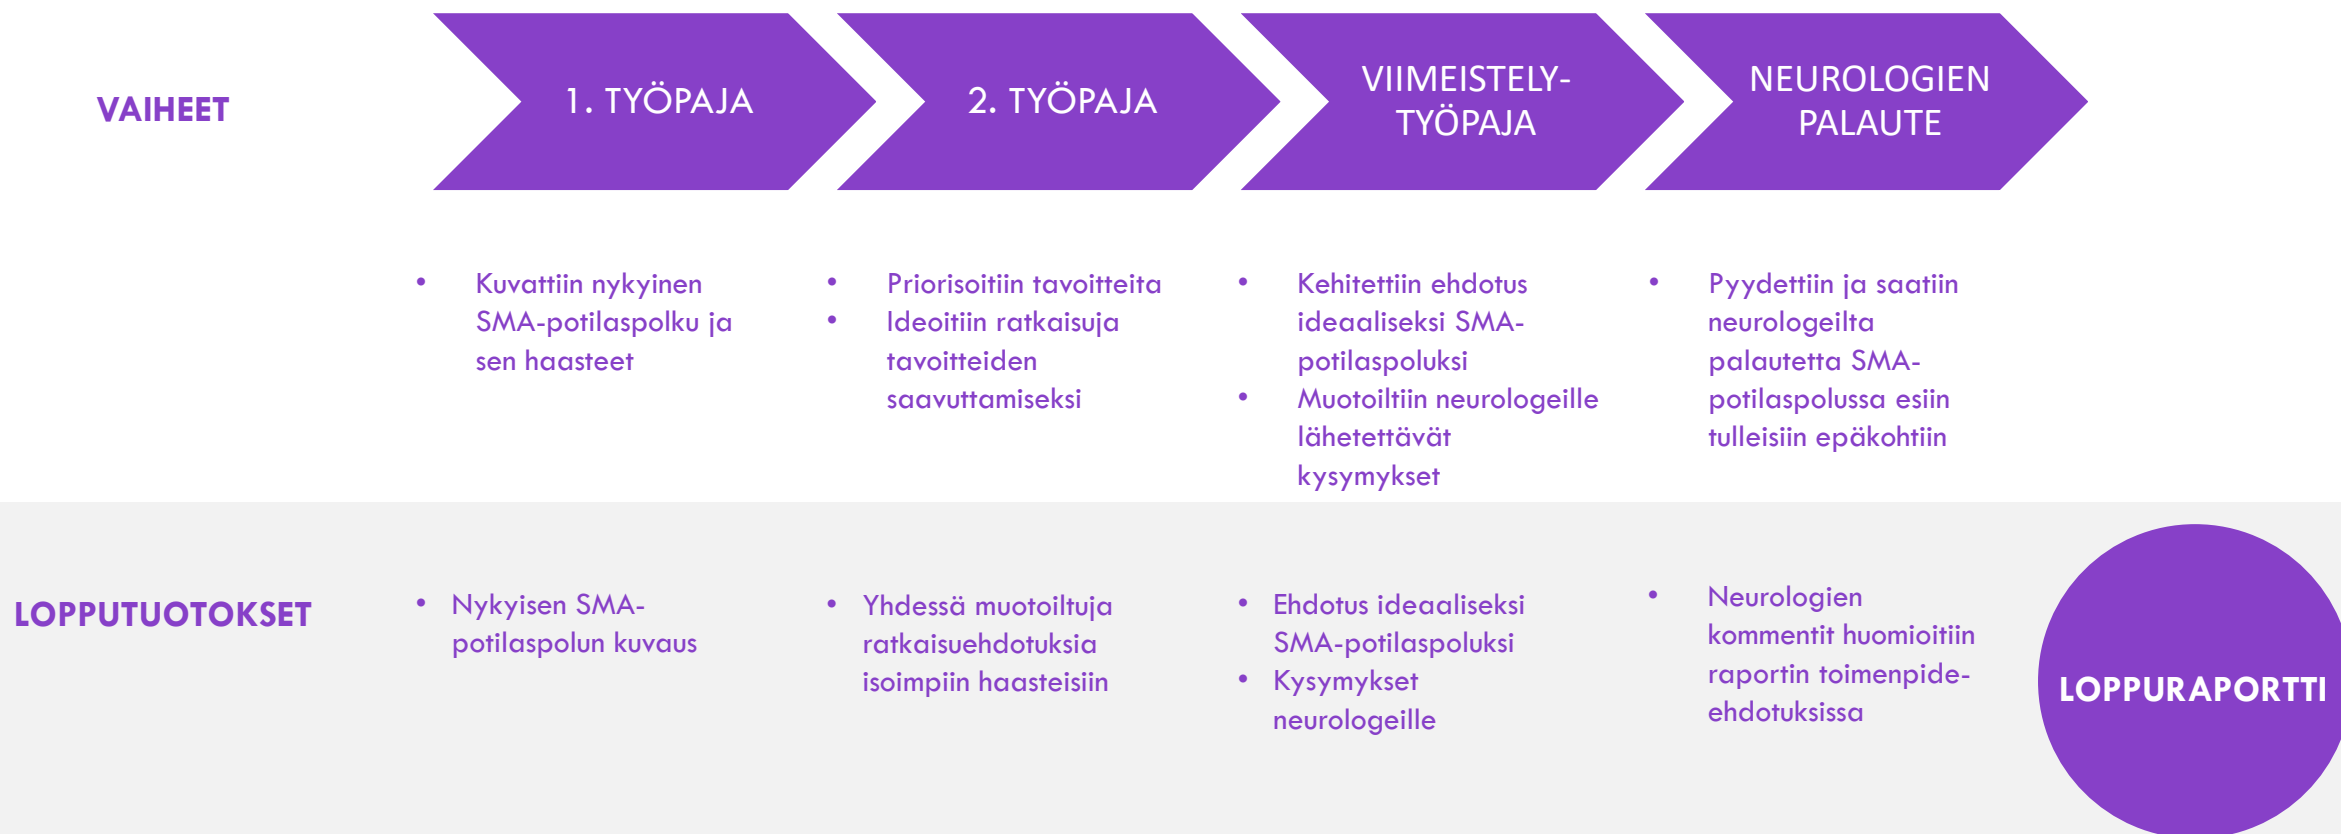 VAIHEET
1. TYÖPAJA
2. TYÖPAJA
VIIMEISTELY-
TYÖPAJA
NEUROLOGIEN
PALAUTE
• Kuvattiin nykyinen
SMA-potilaspolku ja
sen haasteet
• Priorisoitiin tavoitteita
• Ideoitiin ratkaisuja
tavoitteiden
saavuttamiseksi
• Kehitettiin ehdotus
ideaaliseksi SMA-
potilaspoluksi
• Muotoiltiin neurologeille
lähetettävät
kysymykset
• Pyydettiin ja saatiin
neurologeilta
palautetta SMA-
potilaspolussa esiin
tulleisiin epäkohtiin
LOPPUTUOTOKSET
• Nykyisen SMA-
potilaspolun kuvaus
• Yhdessä muotoiltuja
ratkaisuehdotuksia
isoimpiin haasteisiin
• Ehdotus ideaaliseksi
SMA-potilaspoluksi
• Kysymykset
neurologeille
• Neurologien
kommentit huomioitiin
raportin toimenpide-
ehdotuksissa
LOPPURAPORTTI